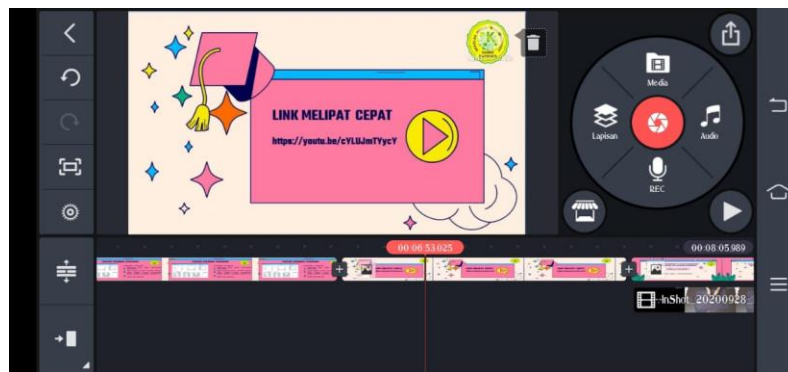 K
Media
Lapisan
Audio
REC
LINK MELIPAT CEPAT
https://youtu.be/cYLUJmTYycY
00:06:53.025
00:08:05.989
InShot_20200928_